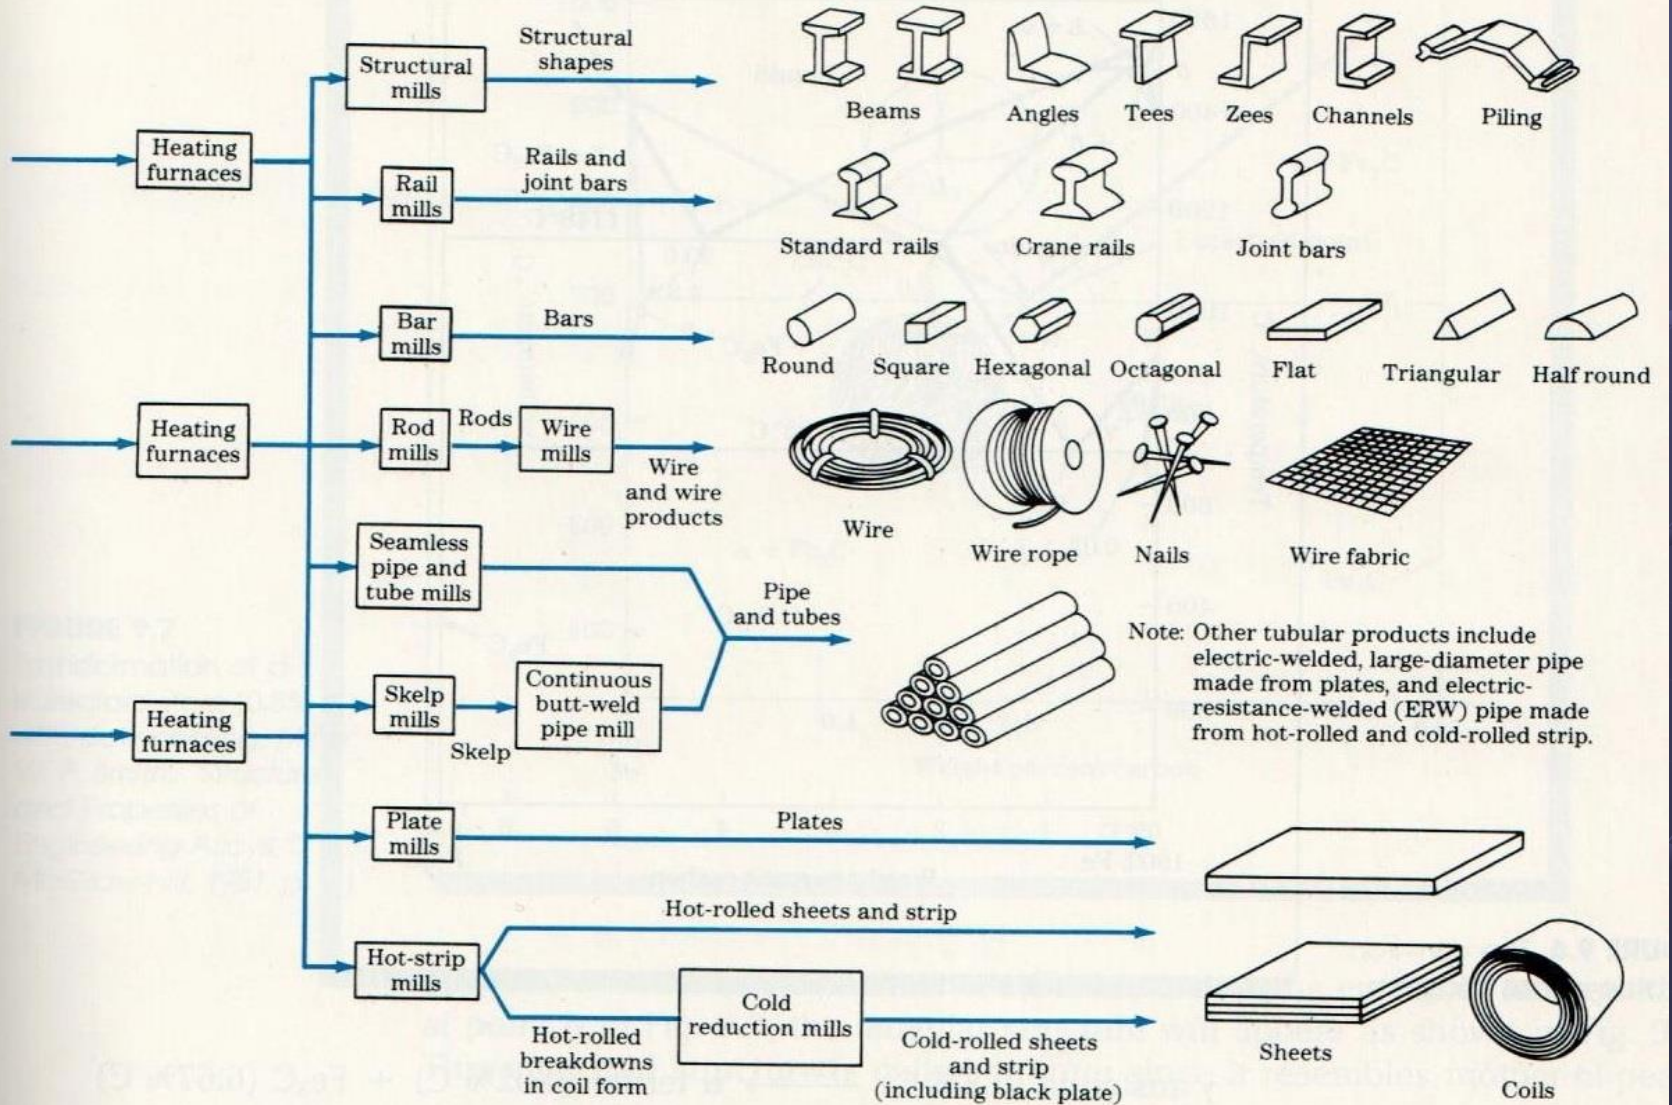 Structural
shapes
Structural
mills
Beams
Angles
Tees
Zees
Channels
Piling
Heating
furnaces
Rails and
joint bars
Rail
mills
Standard rails
Crane rails
Joint bars
Bar
mills
Bars
Round
Square
Hexagonal
Octagonal
Flat
Triangular
Half round
Heating
furnaces
Rod
mills
Rods
Wire
mills
Wire
and wire
products
Wire
Wire rope
Nails
Wire fabric
Seamless
pipe and
tube mills
Pipe
and tubes
Note: Other tubular products include
electric-welded, large-diameter pipe
made from plates, and electric-
resistance-welded (ERW) pipe made
from hot-rolled and cold-rolled strip.
Heating
furnaces
Skelp
mills
Skelp
Continuous
butt-weld
pipe mill
Plate
mills
Plates
Hot-rolled sheets and strip
Hot-strip
mills
Hot-rolled
breakdowns
in coil form
Cold
reduction mills
Cold-rolled sheets
and strip
(including black plate)
Sheets
Coils